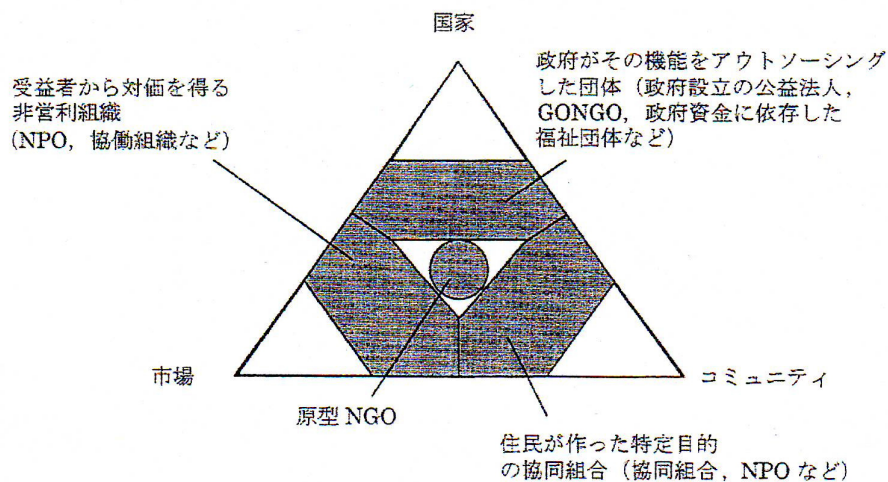 国家
受益者から対価を得る
非営利組織
(NPO, 協働組織など)
政府がその機能をアウトソーシング
した団体（政府設立の公益法人,
GONGO, 政府資金に依存した
福祉団体など)
市場
コミュニティ
原型 NGO
住民が作った特定目的
の協同組合（協同組合, NPO など）